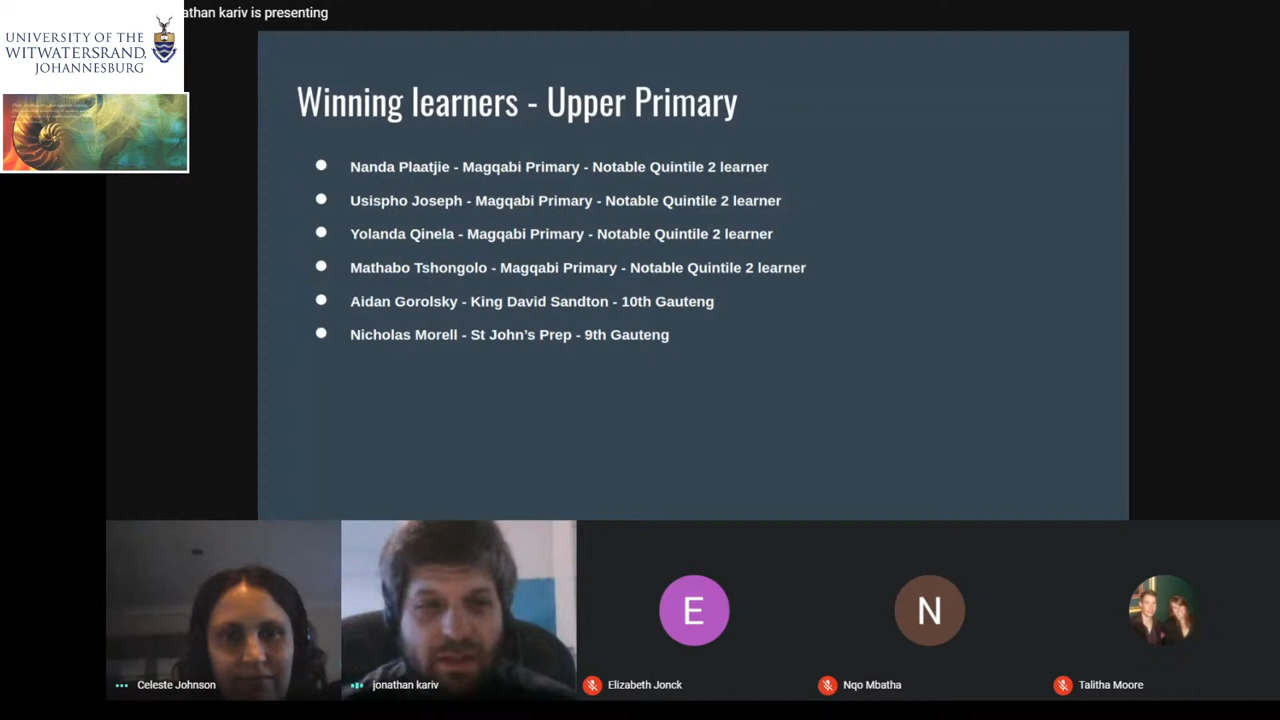 athan kariv is presenting
UNIVERSITY OF THE
WITWATERSRAND,
JOHANNESBURG
Winning learners - Upper Primary
● Nanda Plaatjie - Magqabi Primary - Notable Quintile 2 learner
● Usispho Joseph - Magqabi Primary - Notable Quintile 2 learner
● Yolanda Qinela - Magqabi Primary - Notable Quintile 2 learner
● Mathabo Tshongolo - Magqabi Primary - Notable Quintile 2 learner
● Aidan Gorolsky - King David Sandton - 10th Gauteng
● Nicholas Morell - St John’s Prep - 9th Gauteng
E
N
Celeste Johnson
jonathan kariv
Elizabeth Jonck
Nqo Mbatha
Talitha Moore